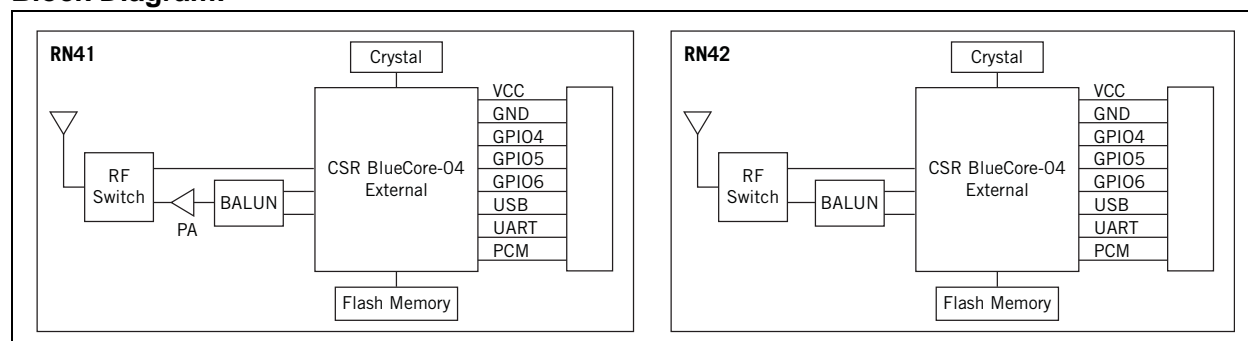 RN41
Crystal
CSR BlueCore-04
External
RF
Switch
PA
BALUN
VCC
GND
GPIO4
GPIO5
GPIO6
USB
UART
PCM
Flash Memory
RN42
Crystal
CSR BlueCore-04
External
RF
Switch
BALUN
VCC
GND
GPIO4
GPIO5
GPIO6
USB
UART
PCM
Flash Memory